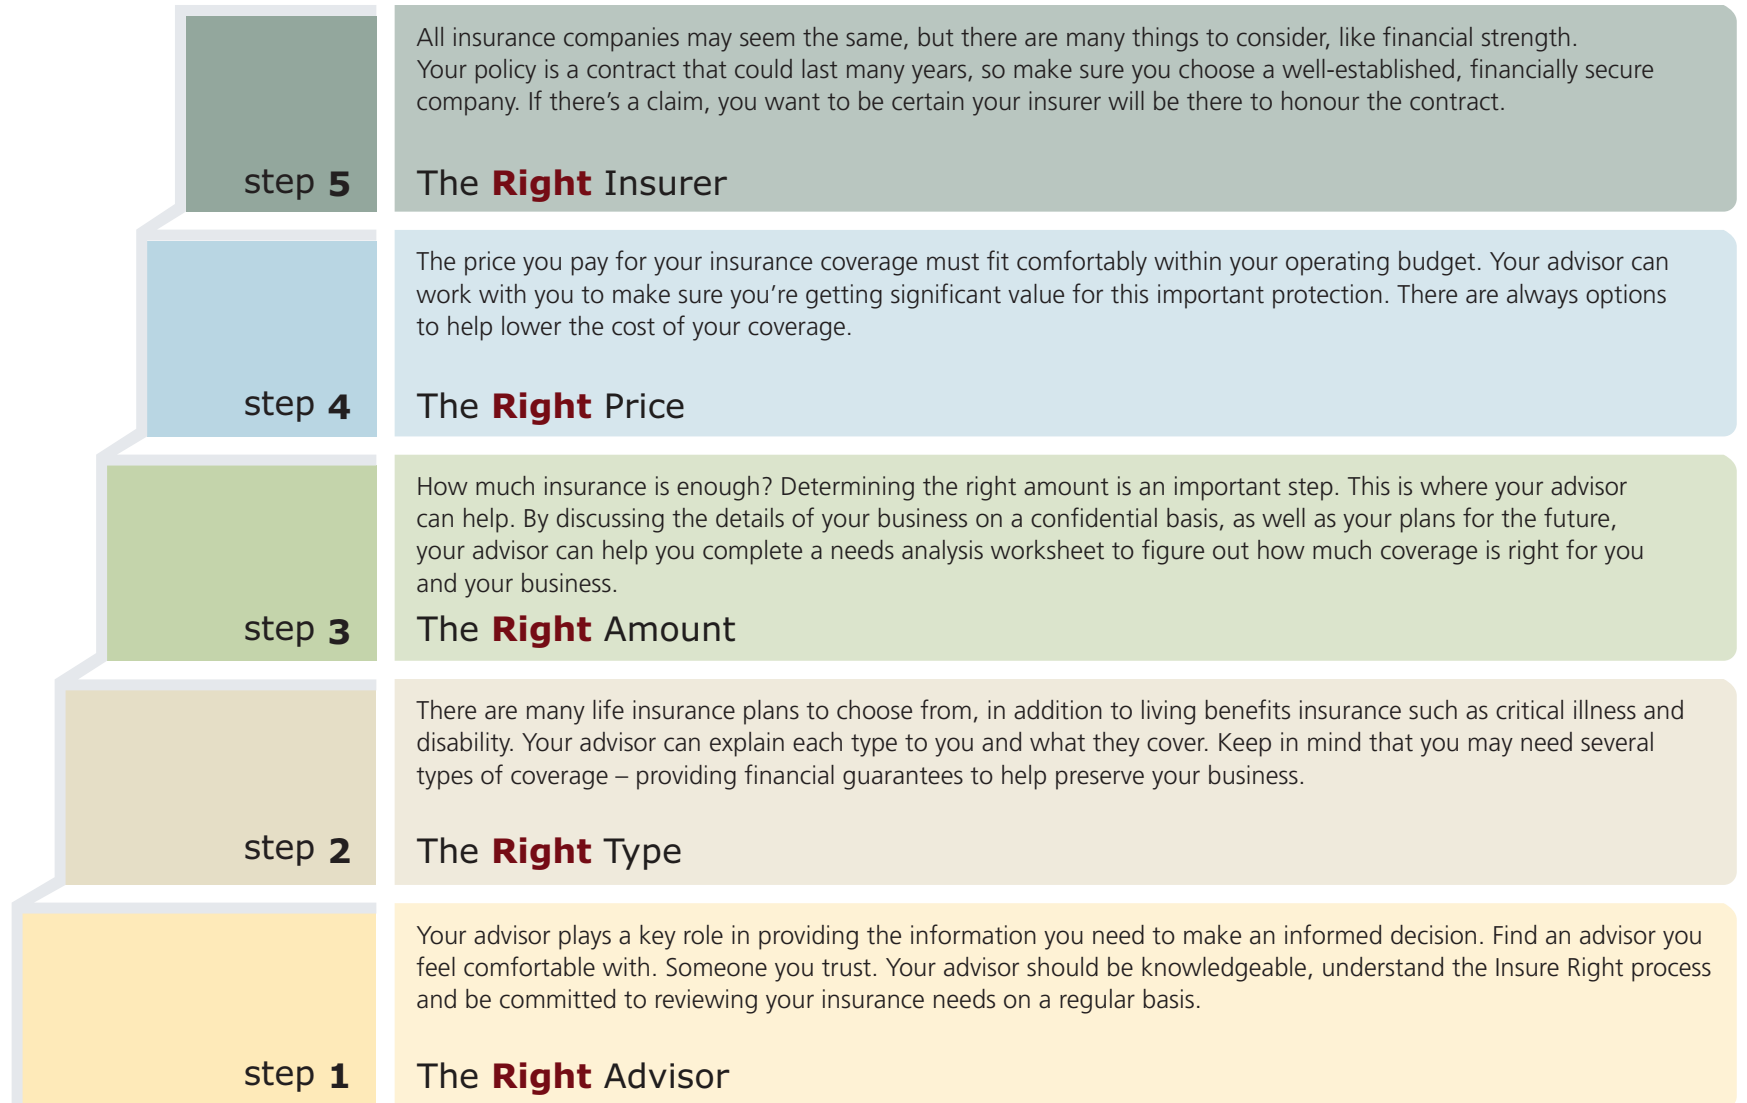 All insurance companies may seem the same, but there are many things to consider, like financial strength.
Your policy is a contract that could last many years, so make sure you choose a well-established, financially secure
company. If there’s a claim, you want to be certain your insurer will be there to honour the contract.
step 5
The Right Insurer
The price you pay for your insurance coverage must fit comfortably within your operating budget. Your advisor can
work with you to make sure you’re getting significant value for this important protection. There are always options
to help lower the cost of your coverage.
step 4
The Right Price
How much insurance is enough? Determining the right amount is an important step. This is where your advisor
can help. By discussing the details of your business on a confidential basis, as well as your plans for the future,
your advisor can help you complete a needs analysis worksheet to figure out how much coverage is right for you
and your business.
step 3
The Right Amount
There are many life insurance plans to choose from, in addition to living benefits insurance such as critical illness and
disability. Your advisor can explain each type to you and what they cover. Keep in mind that you may need several
types of coverage – providing financial guarantees to help preserve your business.
step 2
The Right Type
Your advisor plays a key role in providing the information you need to make an informed decision. Find an advisor you
feel comfortable with. Someone you trust. Your advisor should be knowledgeable, understand the Insure Right process
and be committed to reviewing your insurance needs on a regular basis.
step 1
The Right Advisor